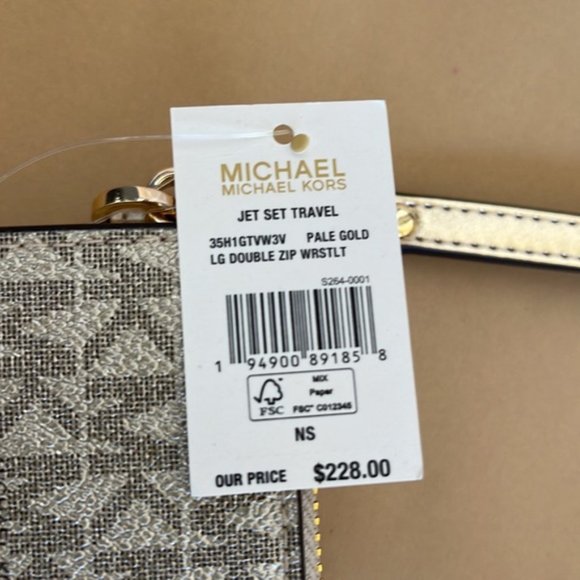 MICHAEL
MICHAEL KORS
JET SET TRAVEL
35H1GTVW3V PALE GOLD
LG DOUBLE ZIP WRSTLT
S264-0001
1 94900 89185 8
FSC
MIX
Paper
FSC® C012345
NS
OUR PRICE $228.00